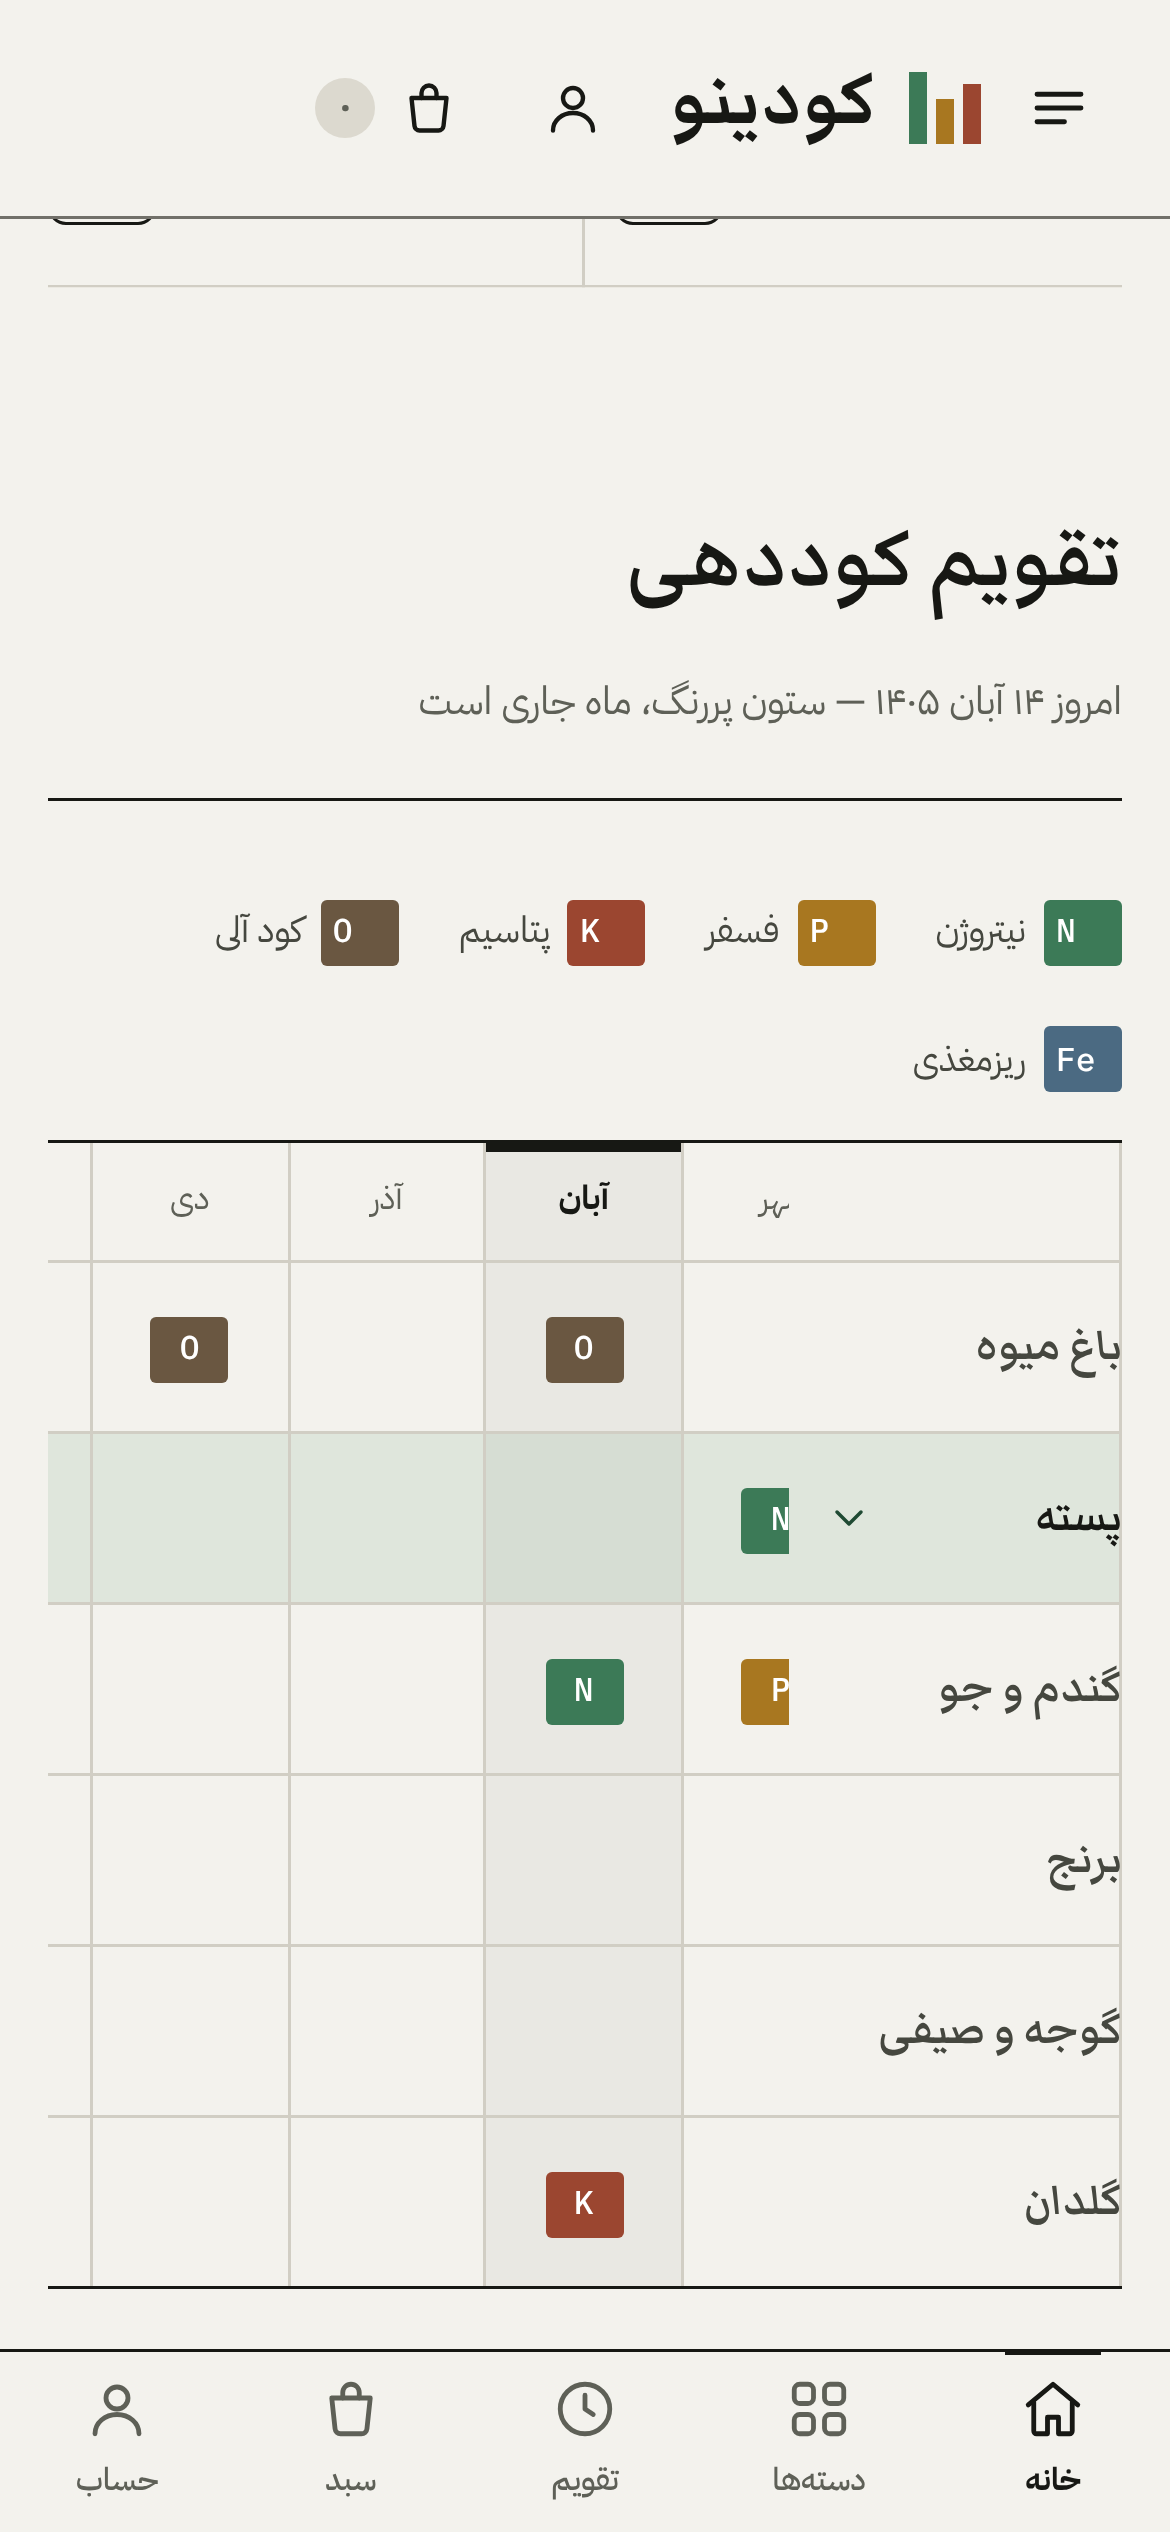 کودینو
۰
تقویم کوددهی
امروز ۱۴ آبان ۱۴۰۵ — ستون پررنگ، ماه جاری است
N نیتروژن P فسفر K پتاسیم O کود آلی
Fe ریزمغذی
آبان آذر دی
باغ میوه O O
پسته N
گندم و جو P N
برنج
گوجه و صیفی
گلدان K
خانه دسته‌ها تقویم سبد حساب